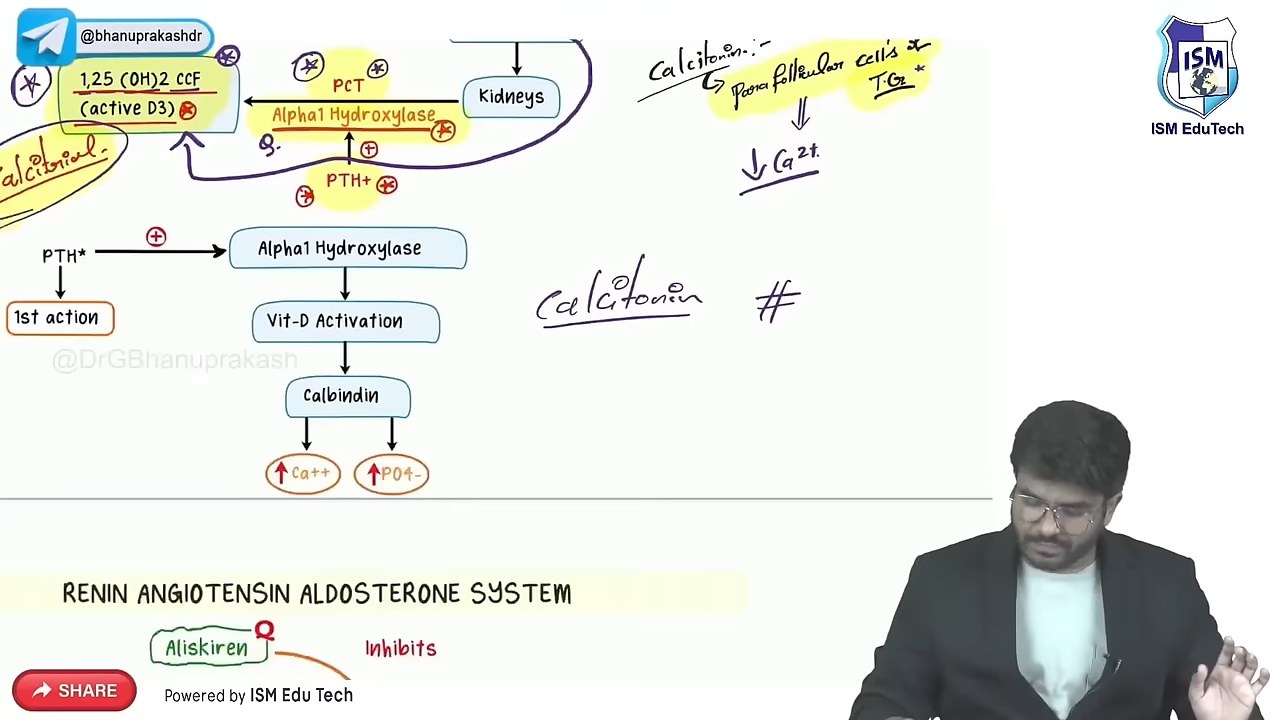 @bhanuprakashdr
1,25 (OH)2 CCF
(active D3)
PCT
Alpha1 Hydroxylase
Q.
Kidneys
PTH+
Calcitonin:-
Para follicular cell's of
T.G
↓Ca2+.
ISM
ISM EduTech
PTH*
1st action
Alpha1 Hydroxylase
Vit-D Activation
Calbindin
↑Ca++
↑PO4-
Calcitonin #
@DrGBhanuprakash
RENIN ANGIOTENSIN ALDOSTERONE SYSTEM
Q
Aliskiren
Inhibits
SHARE
Powered by ISM Edu Tech